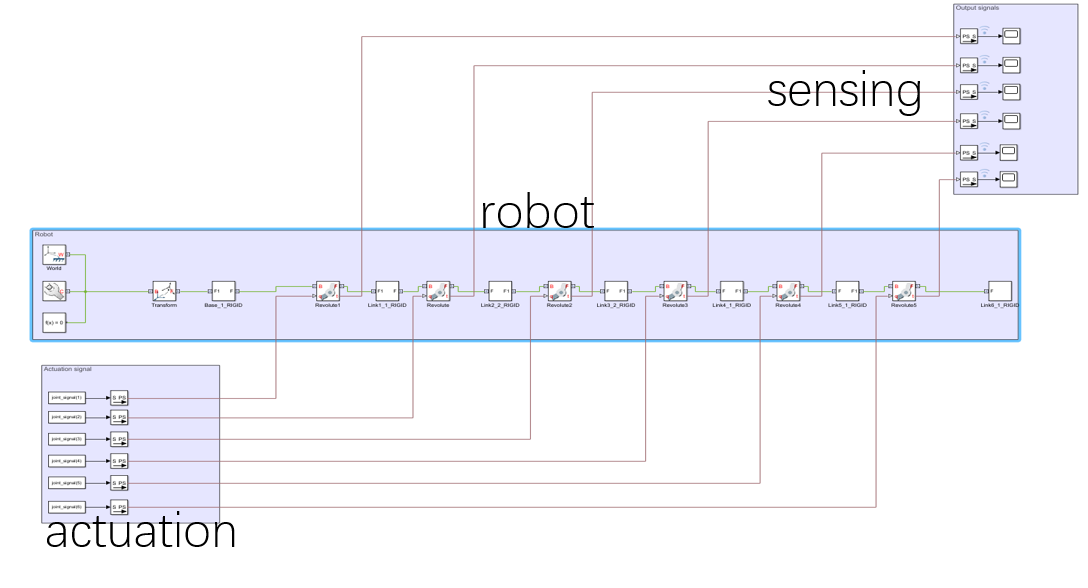 Output signals
PS S
PS S
PS S
sensing
PS S
PS S
PS S
robot
Robot
World
f(x) = 0
Transform
F1 F
Base_1_RIGID
Revolute1
F1 F
Link1_1_RIGID
Revolute
F F1
Link2_2_RIGID
Revolute2
F F1
Link3_2_RIGID
Revolute3
F F1
Link4_1_RIGID
Revolute4
F F1
Link5_1_RIGID
Revolute5
F
Link6_1_RIGID
Actuation signal
joint_signal(1) S PS
joint_signal(2) S PS
joint_signal(3) S PS
joint_signal(4) S PS
joint_signal(5) S PS
joint_signal(6) S PS
actuation